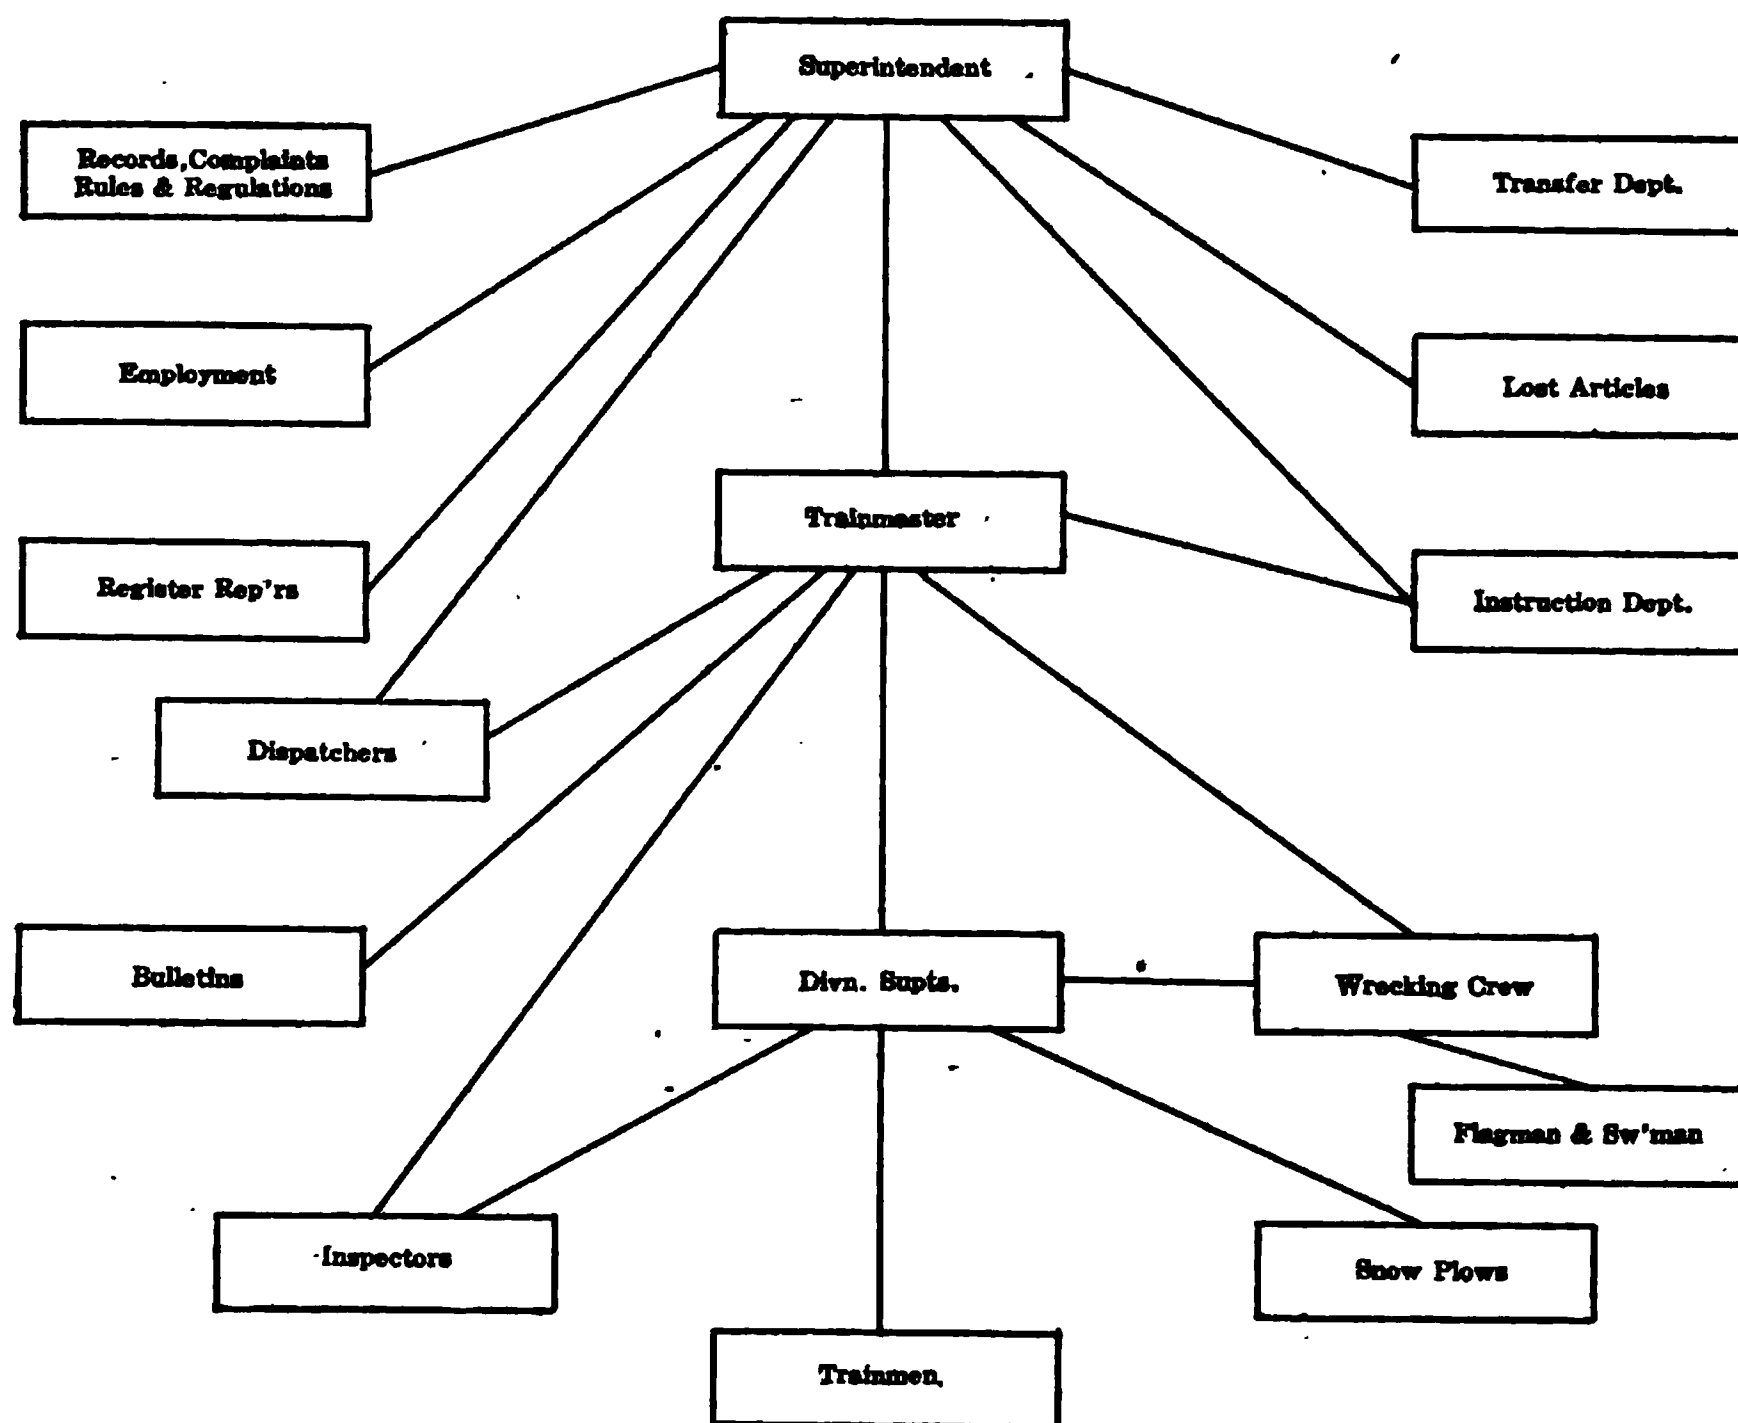 Superintendent
Records, Complaints
Rules & Regulations
Transfer Dept.
Employment
Lost Articles
Trainmaster
Register Rep'rs
Instruction Dept.
Dispatchers
Bulletins
Divn. Supts.
Wrecking Crew
Flagman & Sw'man
Inspectors
Snow Plows
Trainmen.